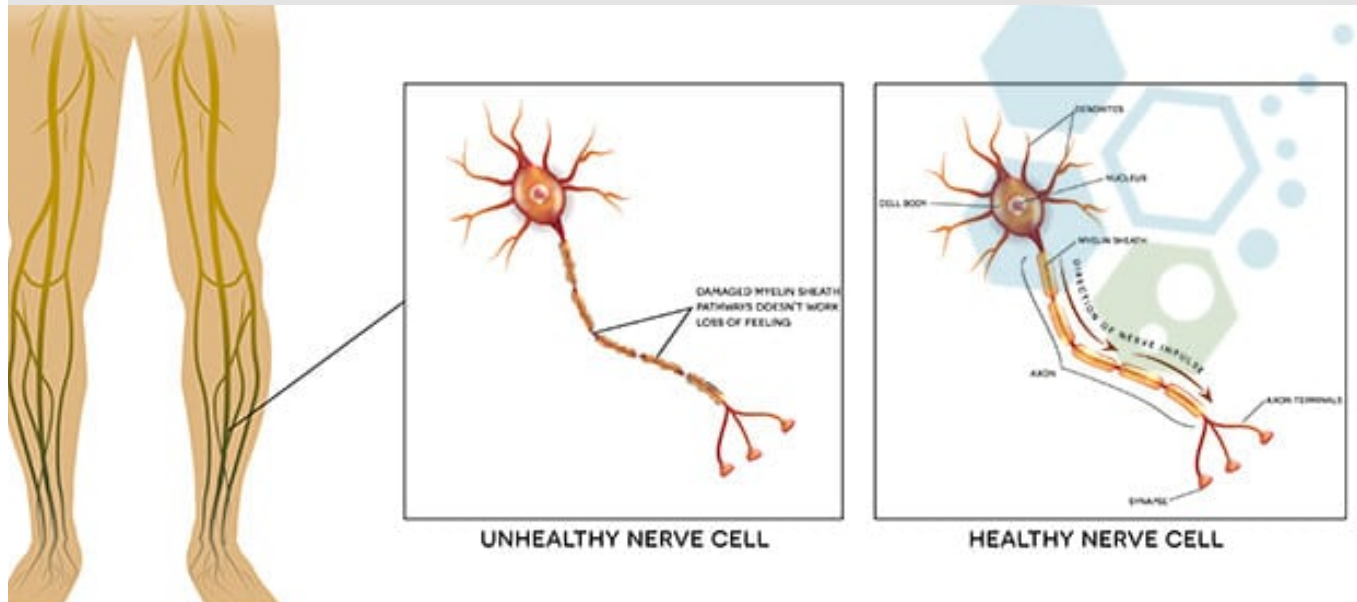 DAMAGED MYELIN SHEATH
PATHWAYS DOESN'T WORK
LOSS OF FEELING
UNHEALTHY NERVE CELL
DENDRITES
NUCLEUS
CELL BODY
MYELIN SHEATH
DIRECTION OF NERVE IMPULSE
AXON
AXON TERMINALS
SYNAPSE
HEALTHY NERVE CELL